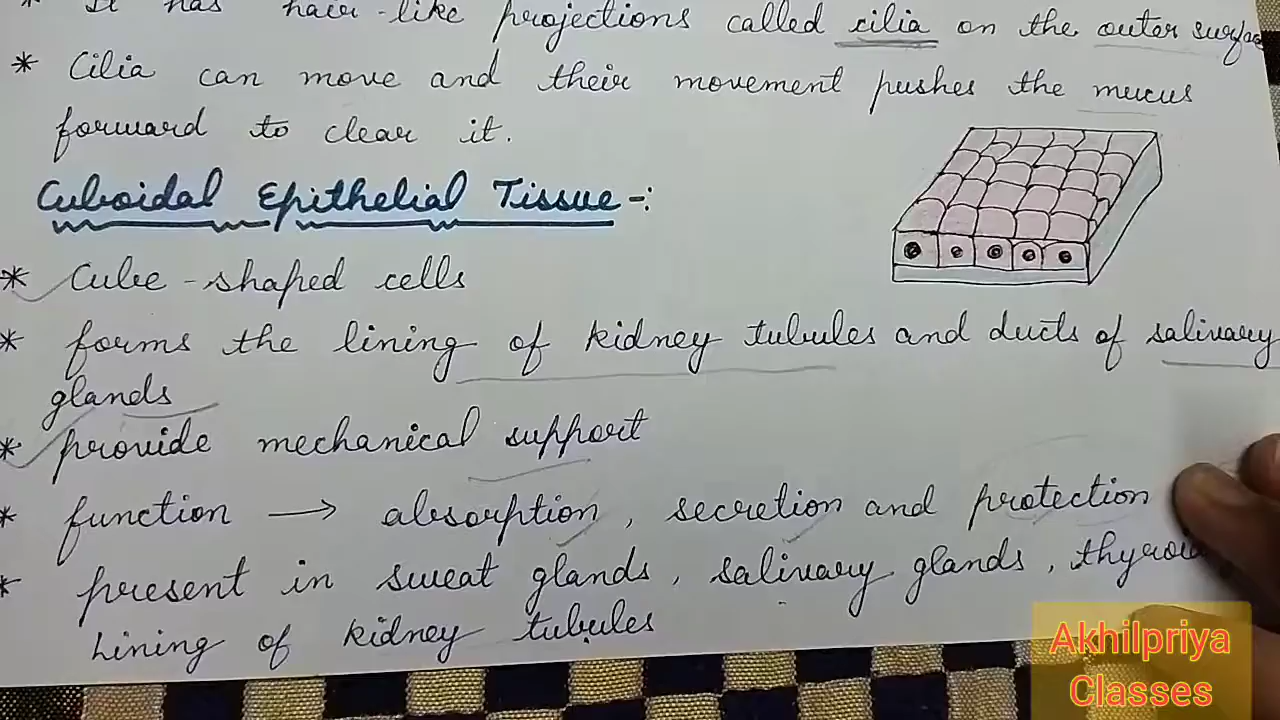 * It has hair-like projections called cilia on the outer surface
* Cilia can move and their movement pushes the mucus
forward to clear it.
Cuboidal Epithelial Tissue -:
* Cube-shaped cells
* forms the lining of kidney tubules and ducts of salivary
glands
* provide mechanical support
* function → absorption, secretion and protection
* present in sweat glands, salivary glands, thyroid
Lining of kidney tubules
Akhilpriya
Classes